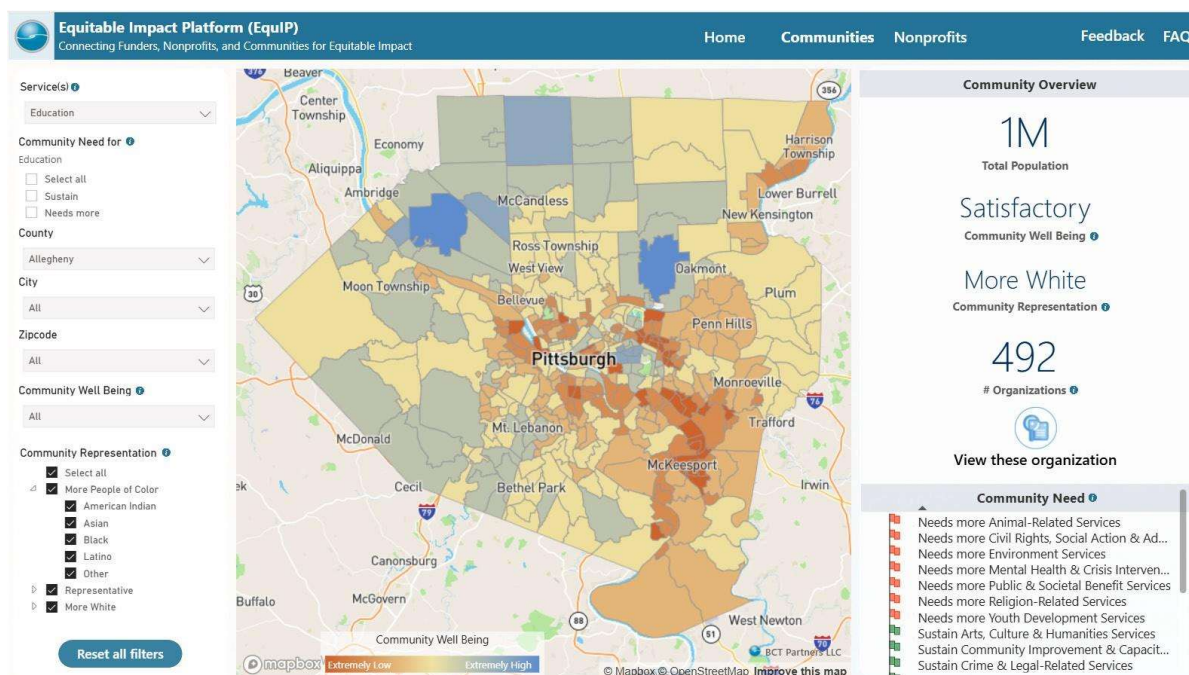 Equitable Impact Platform (EquIP)
Connecting Funders, Nonprofits, and Communities for Equitable Impact
Home
Communities
Nonprofits
Feedback
FAQ
Service(s)
Education
Community Need for
Education
Select all
Sustain
Needs more
County
Allegheny
City
All
Zipcode
All
Community Well Being
All
Community Representation
Select all
More People of Color
American Indian
Asian
Black
Latino
Other
Representative
More White
Reset all filters
376
Beaver
356
Center
Township
Economy
Harrison
Township
Aliquippa
Ambridge
McCandless
Lower Burrell
New Kensington
Ross Township
West View
Oakmont
Moon Township
30
Bellevue
Plum
Penn Hills
Pittsburgh
Monroeville
76
Trafford
Mt. Lebanon
McDonald
McKeesport
ek
Cecil
Bethel Park
Irwin
79
Canonsburg
McGovern
Buffalo
88
West Newton
51
70
Community Well Being
Extremely Low
Extremely High
mapbox
BCT Partners LLC
© Mapbox © OpenStreetMap Improve this map
Community Overview
1M
Total Population
Satisfactory
Community Well Being
More White
Community Representation
492
# Organizations
View these organization
Community Need
Needs more Animal-Related Services
Needs more Civil Rights, Social Action & Ad...
Needs more Environment Services
Needs more Mental Health & Crisis Interven...
Needs more Public & Societal Benefit Services
Needs more Religion-Related Services
Needs more Youth Development Services
Sustain Arts, Culture & Humanities Services
Sustain Community Improvement & Capacit...
Sustain Crime & Legal-Related Services